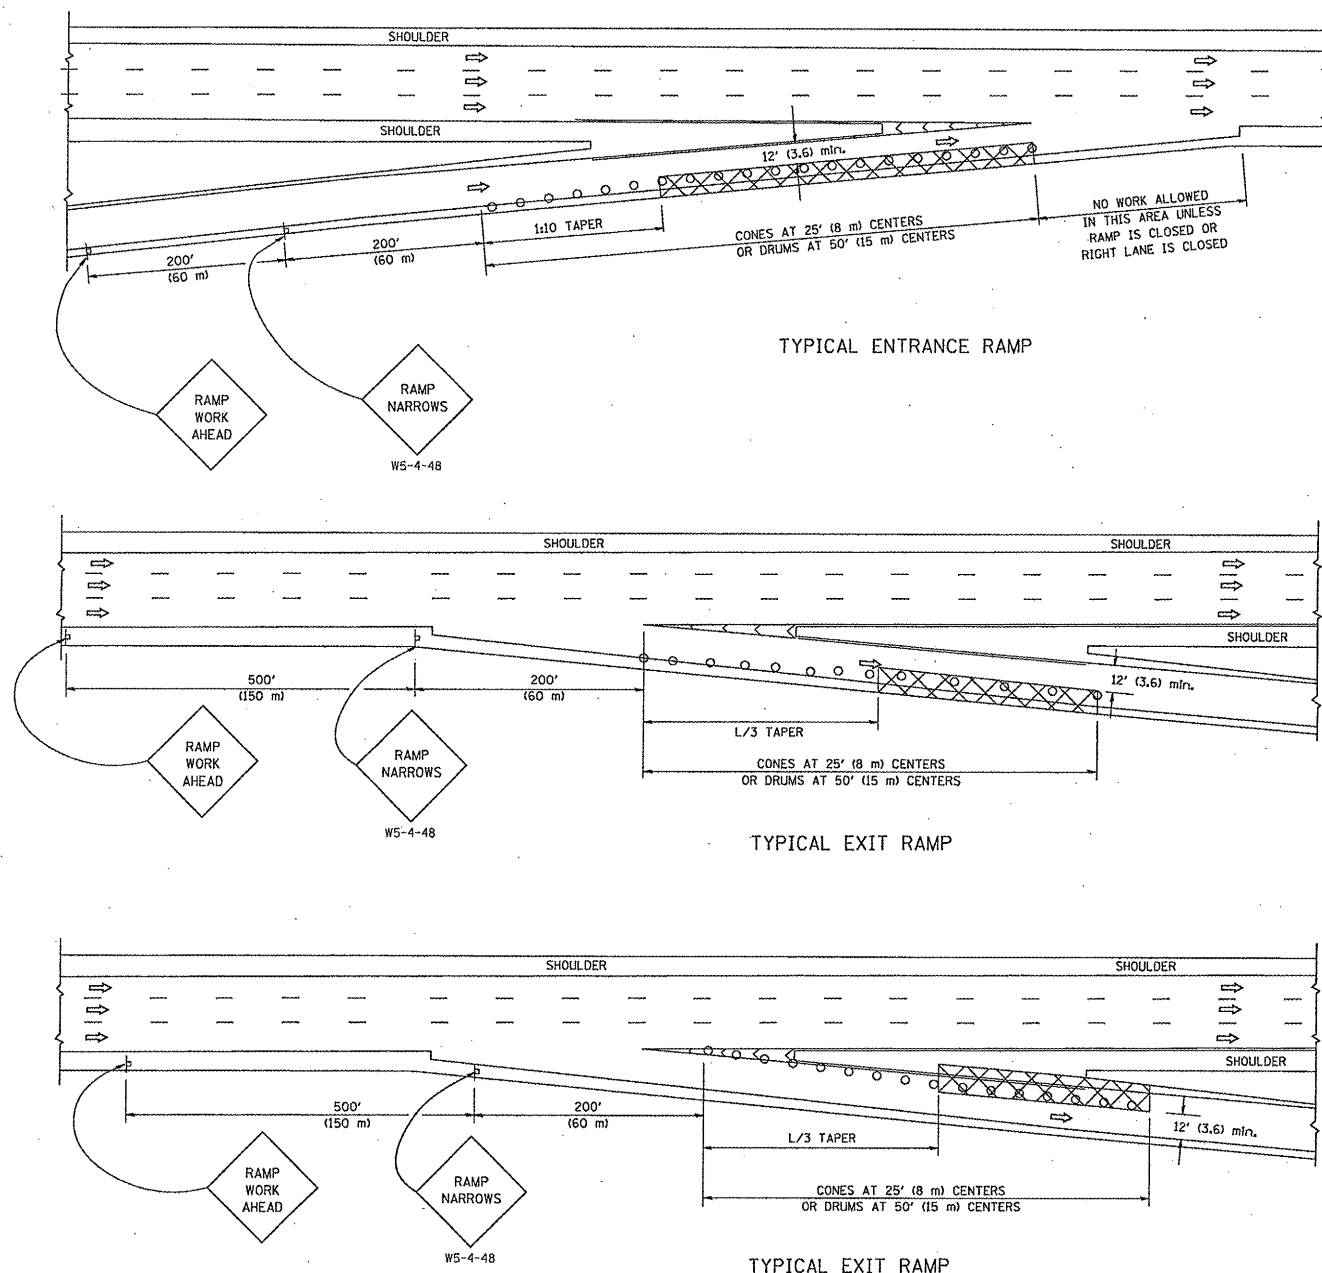 SHOULDER
SHOULDER
12' (3.6) min.
1:10 TAPER
200'
(60 m)
200'
(60 m)
CONES AT 25' (8 m) CENTERS
OR DRUMS AT 50' (15 m) CENTERS
NO WORK ALLOWED
IN THIS AREA UNLESS
RAMP IS CLOSED OR
RIGHT LANE IS CLOSED
TYPICAL ENTRANCE RAMP
RAMP
WORK
AHEAD
RAMP
NARROWS
W5-4-48
SHOULDER
SHOULDER
SHOULDER
500'
(150 m)
200'
(60 m)
12' (3.6) min.
L/3 TAPER
CONES AT 25' (8 m) CENTERS
OR DRUMS AT 50' (15 m) CENTERS
RAMP
WORK
AHEAD
RAMP
NARROWS
W5-4-48
TYPICAL EXIT RAMP
SHOULDER
SHOULDER
SHOULDER
500'
(150 m)
200'
(60 m)
12' (3.6) min.
L/3 TAPER
CONES AT 25' (8 m) CENTERS
OR DRUMS AT 50' (15 m) CENTERS
RAMP
WORK
AHEAD
RAMP
NARROWS
W5-4-48
TYPICAL EXIT RAMP